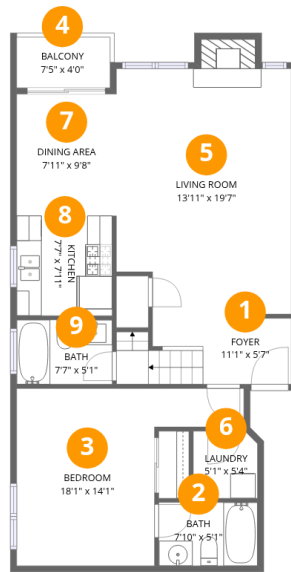 4
BALCONY
7'5" x 4'0"
7
DINING AREA
7'11" x 9'8"
5
LIVING ROOM
13'11" x 19'7"
8
KITCHEN
7'7" x 7'11"
1
FOYER
11'1" x 5'7"
9
BATH
7'7" x 5'1"
3
BEDROOM
18'1" x 14'1"
6
LAUNDRY
5'1" x 5'4"
2
BATH
7'10" x 5'1"